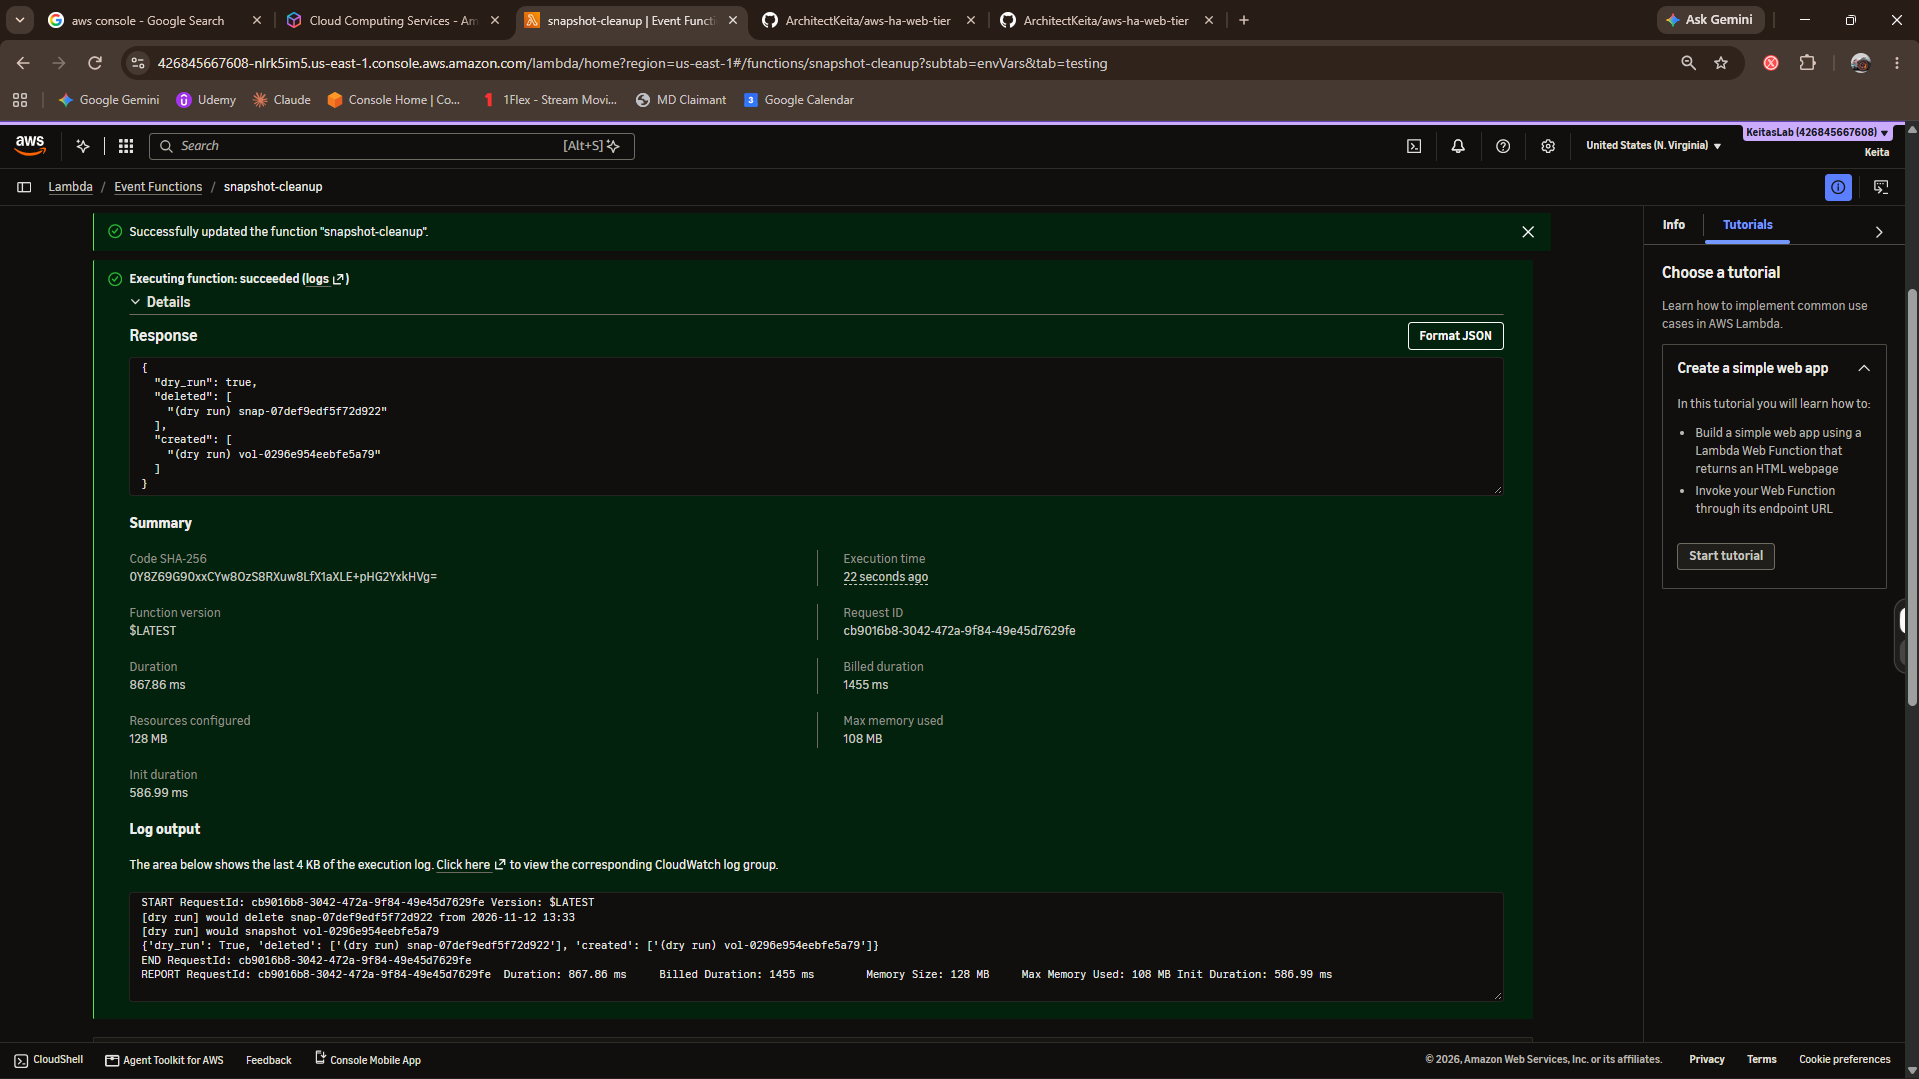 aws console - Google Search
Cloud Computing Services - Am
snapshot-cleanup | Event Functi
ArchitectKeita/aws-ha-web-tier
ArchitectKeita/aws-ha-web-tier
Ask Gemini
426845667608-nlrk5im5.us-east-1.console.aws.amazon.com/lambda/home?region=us-east-1#/functions/snapshot-cleanup?subtab=envVars&tab=testing
Google Gemini
Udemy
Claude
Console Home | Co...
1Flex - Stream Movi...
MD Claimant
Google Calendar
aws
Search
[Alt+S]
United States (N. Virginia)
KeitasLab (426845667608)
Keita
Lambda / Event Functions / snapshot-cleanup
Successfully updated the function "snapshot-cleanup".
Executing function: succeeded (logs)
Details
Response
Format JSON
{
"dry_run": true,
"deleted": [
"(dry run) snap-07def9edf5f72d922"
],
"created": [
"(dry run) vol-0296e954eebfe5a79"
]
}
Summary
Code SHA-256
0Y8Z69G90xxCYw8OzS8RXuw8LfX1aXLE+pHG2YxkHVg=
Execution time
22 seconds ago
Function version
$LATEST
Request ID
cb9016b8-3042-472a-9f84-49e45d7629fe
Duration
867.86 ms
Billed duration
1455 ms
Resources configured
128 MB
Max memory used
108 MB
Init duration
586.99 ms
Log output
The area below shows the last 4 KB of the execution log. Click here to view the corresponding CloudWatch log group.
START RequestId: cb9016b8-3042-472a-9f84-49e45d7629fe Version: $LATEST
[dry run] would delete snap-07def9edf5f72d922 from 2026-11-12 13:33
[dry run] would snapshot vol-0296e954eebfe5a79
{'dry_run': True, 'deleted': ['(dry run) snap-07def9edf5f72d922'], 'created': ['(dry run) vol-0296e954eebfe5a79']}
END RequestId: cb9016b8-3042-472a-9f84-49e45d7629fe
REPORT RequestId: cb9016b8-3042-472a-9f84-49e45d7629fe Duration: 867.86 ms Billed Duration: 1455 ms Memory Size: 128 MB Max Memory Used: 108 MB Init Duration: 586.99 ms
Info
Tutorials
Choose a tutorial
Learn how to implement common use
cases in AWS Lambda.
Create a simple web app
In this tutorial you will learn how to:
• Build a simple web app using a
Lambda Web Function that
returns an HTML webpage
• Invoke your Web Function
through its endpoint URL
Start tutorial
CloudShell
Agent Toolkit for AWS
Feedback
Console Mobile App
© 2026, Amazon Web Services, Inc. or its affiliates.
Privacy
Terms
Cookie preferences